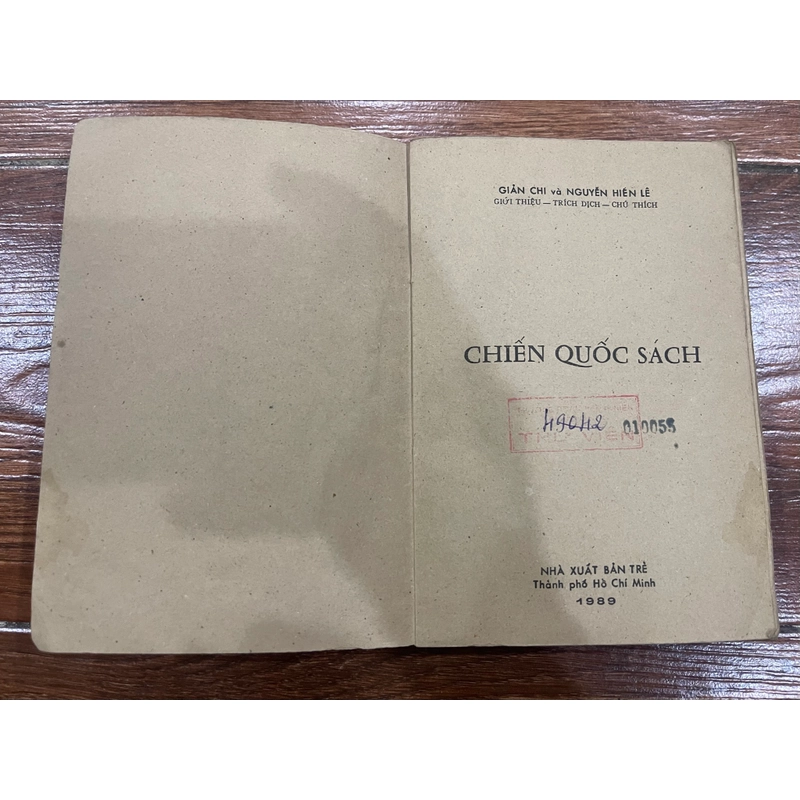 GIẢN CHI và NGUYỄN HIẾN LÊ
GIỚI THIỆU — TRÍCH DỊCH — CHÚ THÍCH
CHIẾN QUỐC SÁCH
49042
010055
THƯ VIỆN
NHÀ XUẤT BẢN TRẺ
Thành phố Hồ Chí Minh
1989